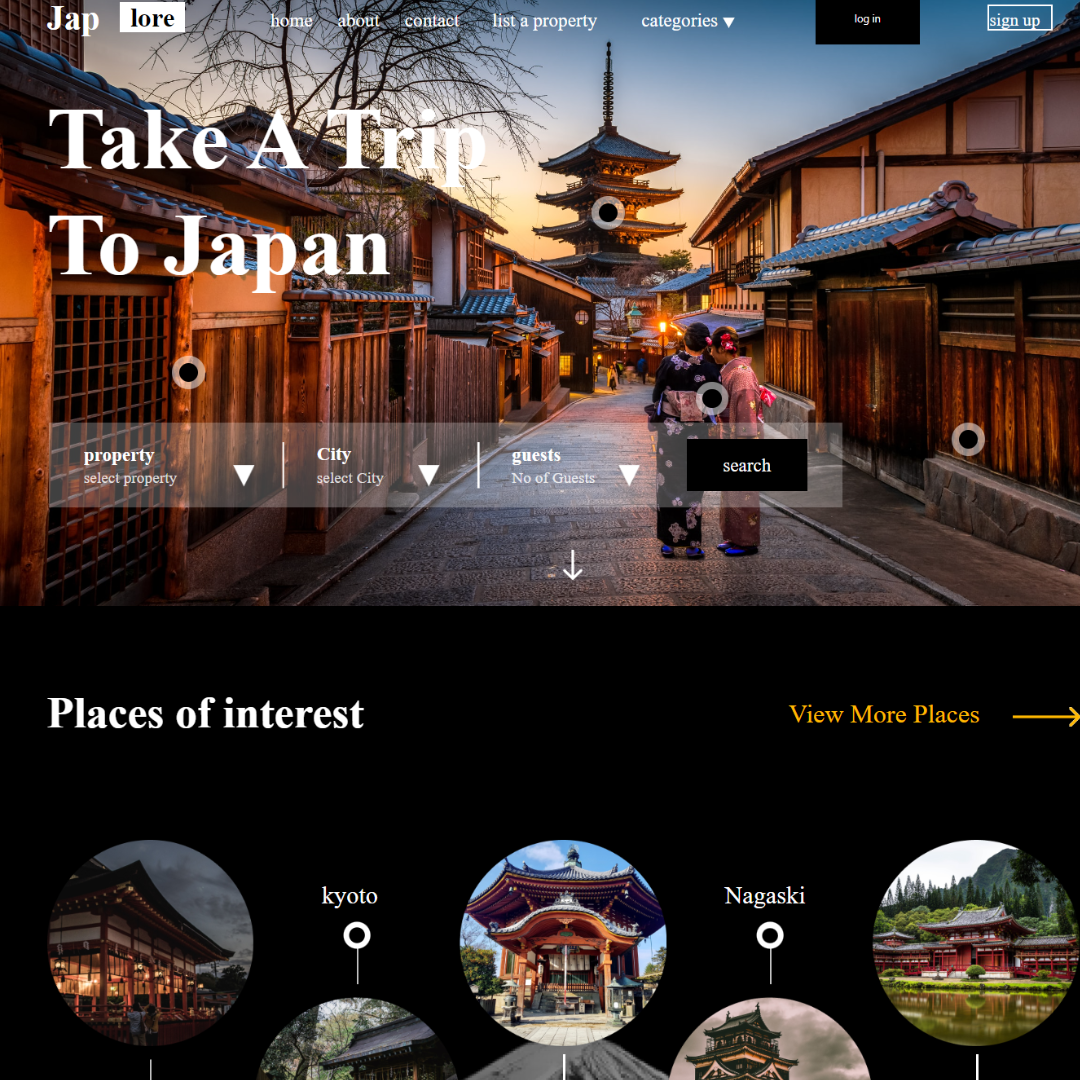 Jap lore home about contact list a property categories log in sign up
Take A Trip
To Japan
property City guests
select property select City No of Guests search
Places of interest View More Places
kyoto Nagaski